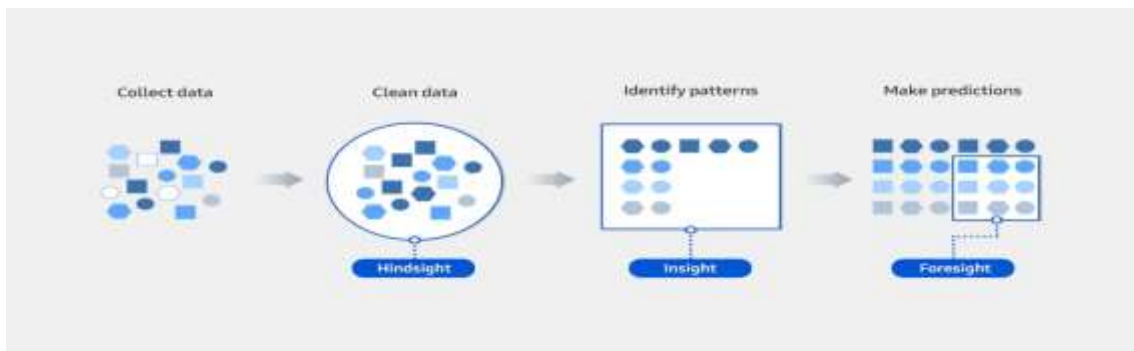 Collect data
Clean data
Identify patterns
Make predictions
Hindsight
Insight
Foresight